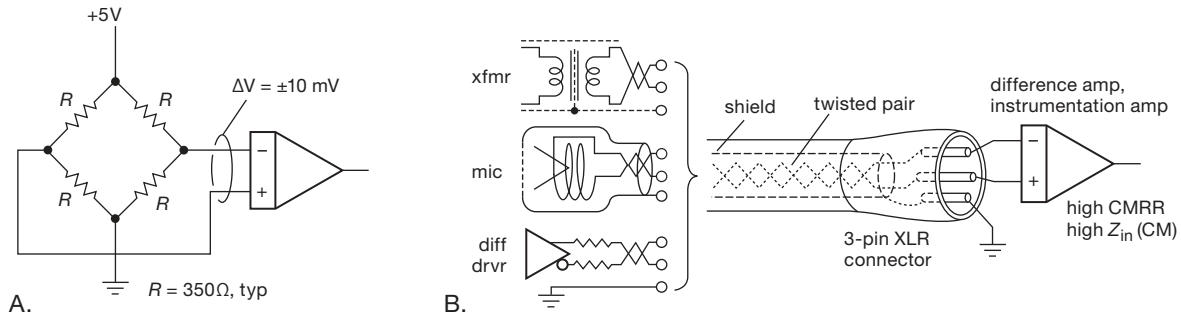 +5V
R
R
ΔV = ±10 mV
−
+
R
R
R = 350Ω, typ
A.
xfmr
mic
diff
drvr
shield
twisted pair
3-pin XLR
connector
difference amp,
instrumentation amp
−
+
high CMRR
high Zin (CM)
B.